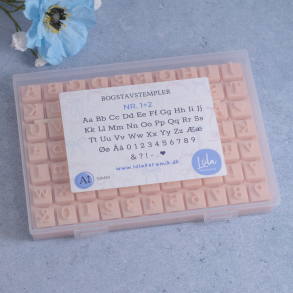 BOGSTAVSTEMPLER
NR. 1+2
Aa Bb Cc Dd Ee Ff Gg Hh Ii Jj
Kk Ll Mm Nn Oo Pp Qq Rr Ss
Tt Uu Vv Ww Xx Yy Zz Ææ
Øø Åå 0 1 2 3 4 5 6 7 8 9
& ? ! - . , ❤
www.lolakeramik.dk
Lola